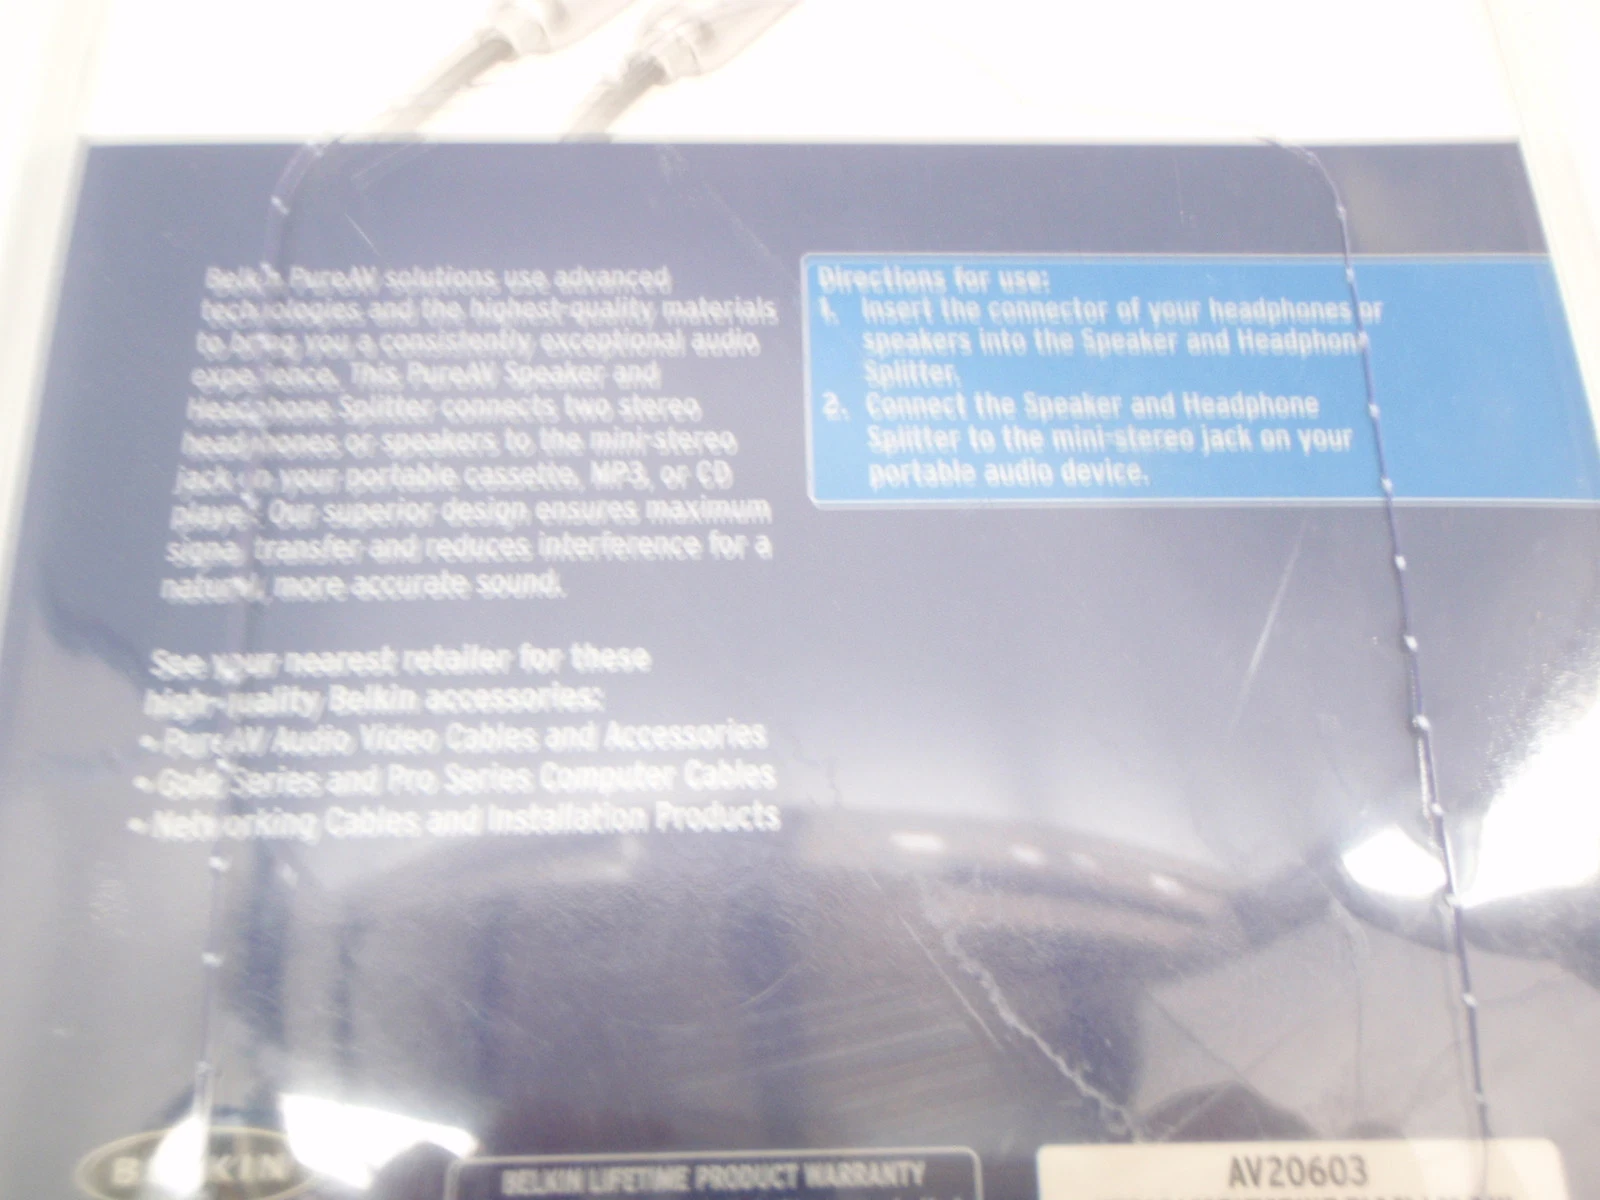 Belkin PureAV solutions use advanced
technologies and the highest-quality materials
to bring you a consistently exceptional audio
experience. This PureAV Speaker and
Headphone Splitter connects two stereo
headphones or speakers to the mini-stereo
jack on your portable cassette, MP3, or CD
player. Our superior design ensures maximum
signal transfer and reduces interference for a
natural, more accurate sound.
See your nearest retailer for these
high-quality Belkin accessories:
• PureAV Audio Video Cables and Accessories
• Gold Series and Pro Series Computer Cables
• Networking Cables and Installation Products
Directions for use:
1. Insert the connector of your headphones or
speakers into the Speaker and Headphone
Splitter.
2. Connect the Speaker and Headphone
Splitter to the mini-stereo jack on your
portable audio device.
BELKIN
BELKIN LIFETIME PRODUCT WARRANTY
AV20603